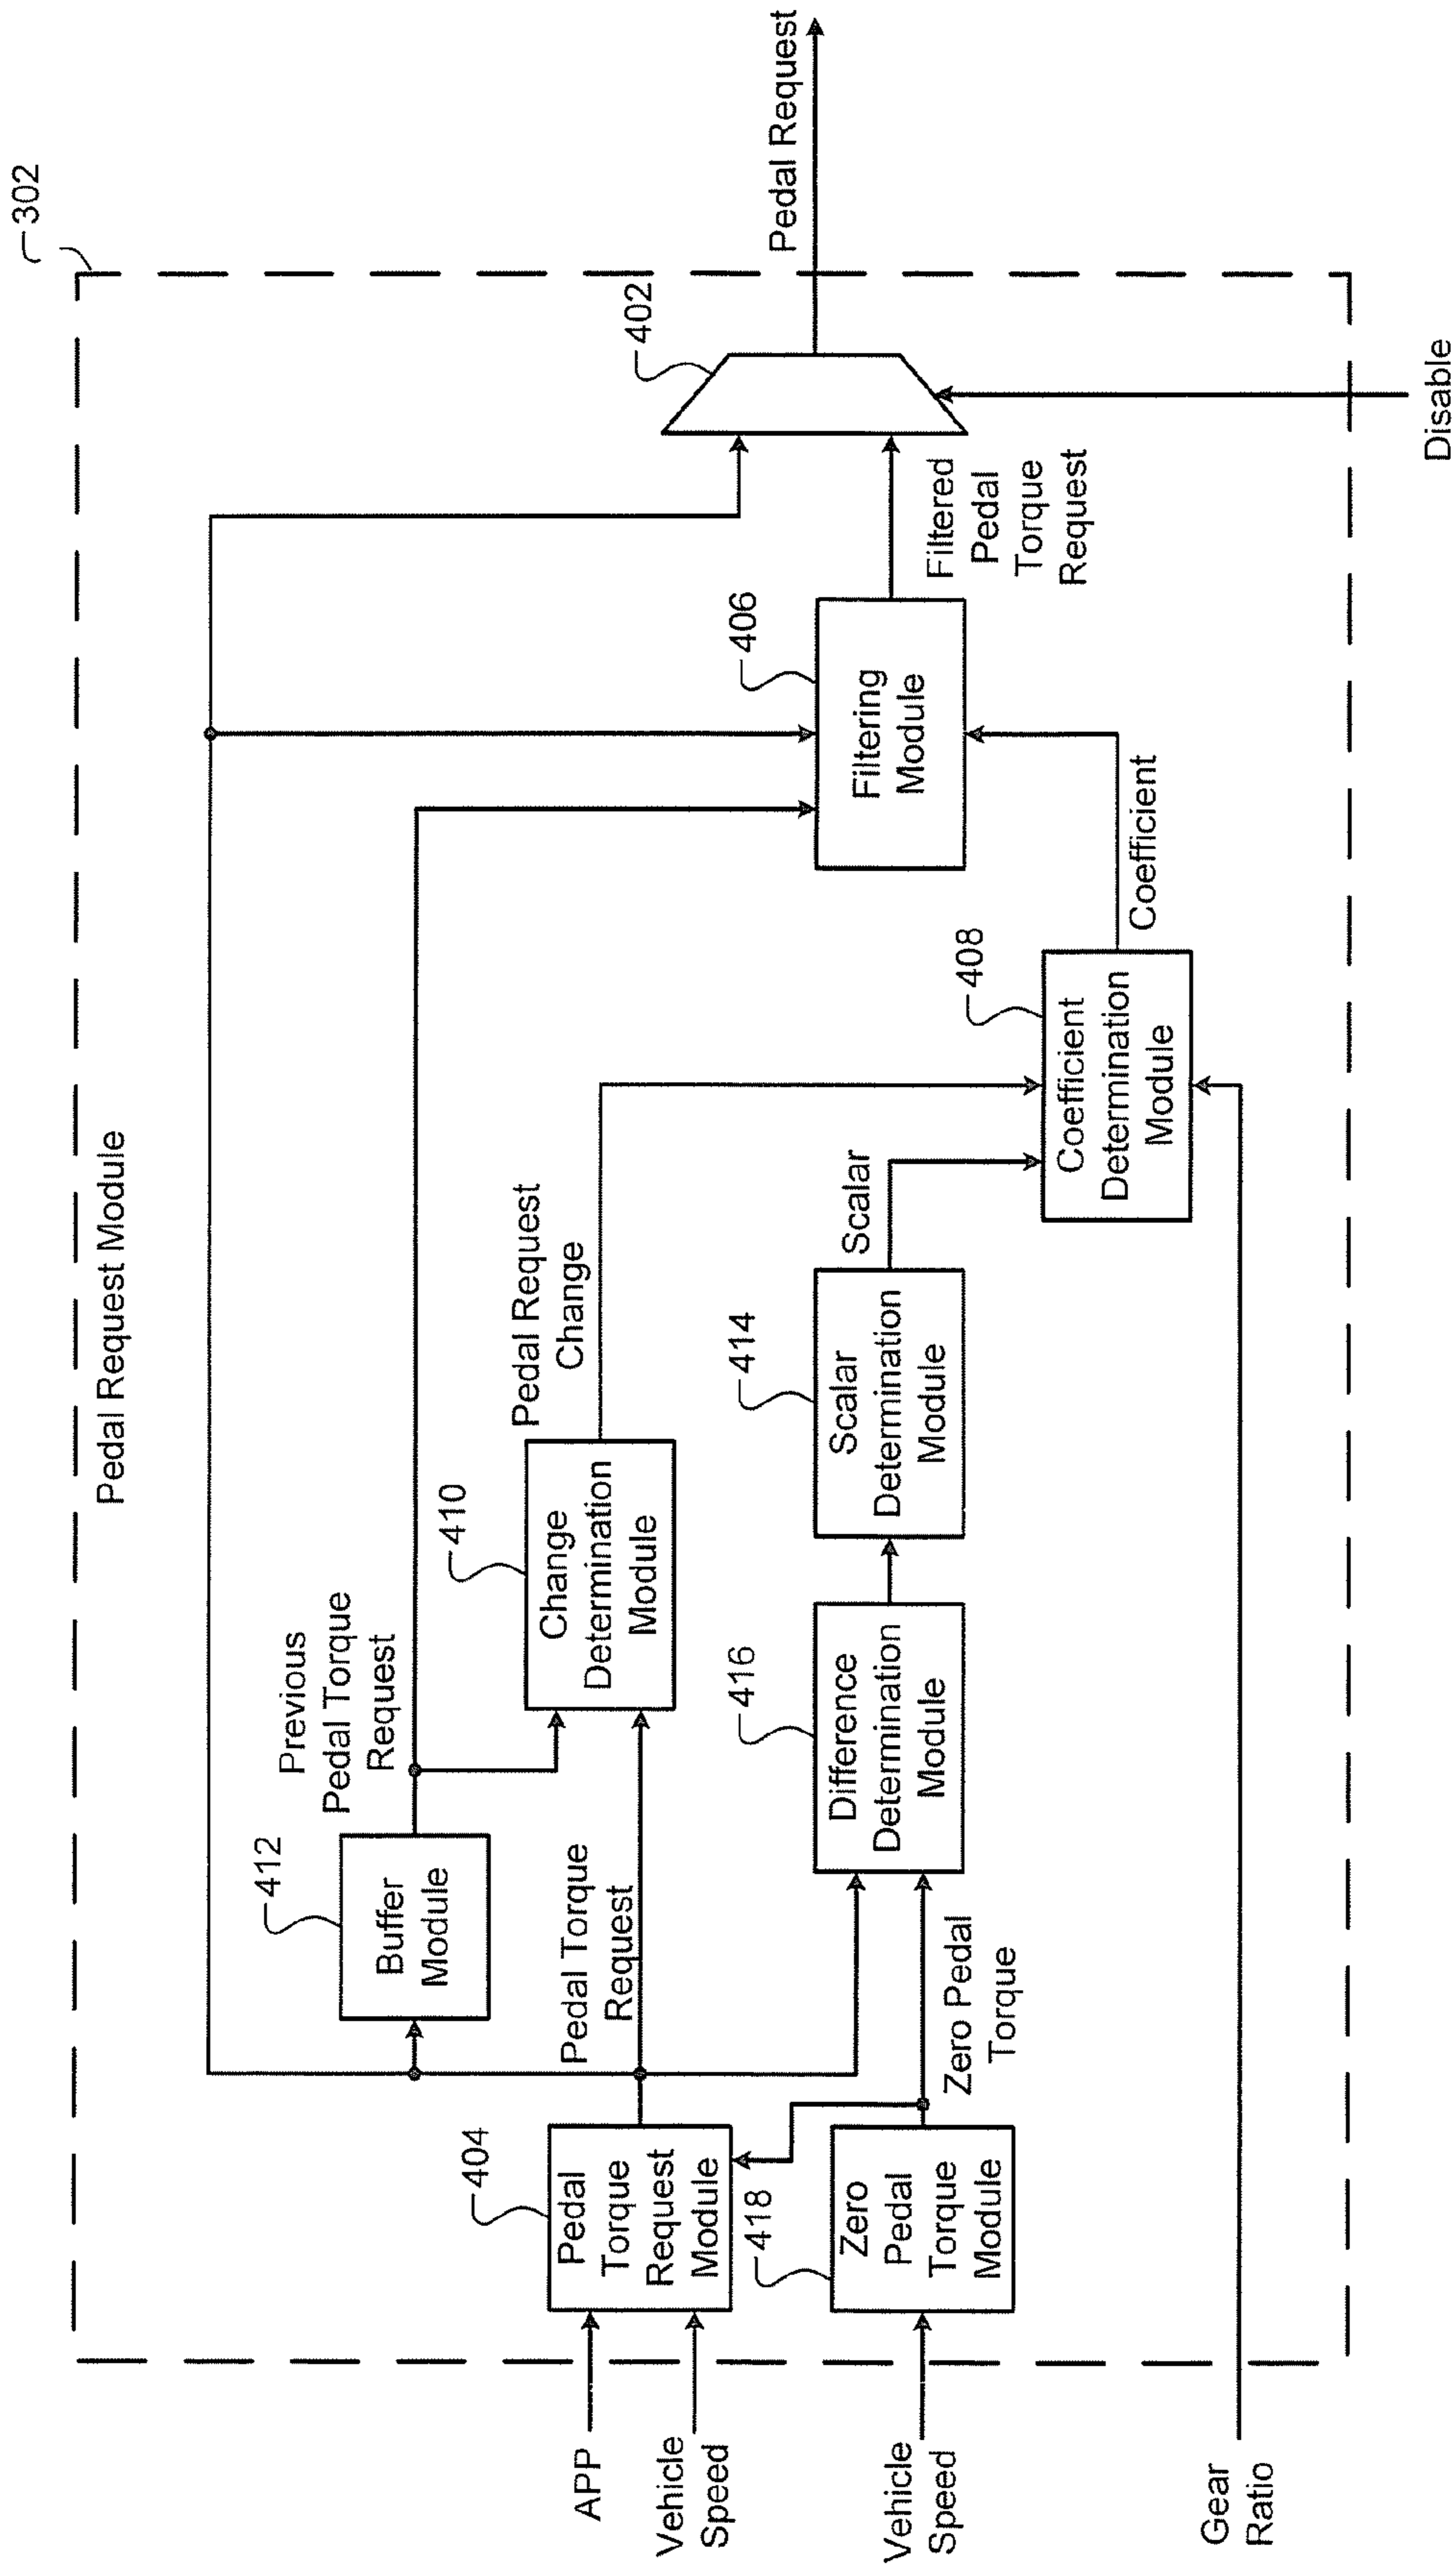 302
Pedal Request Module
Previous
Pedal Torque
Request
412
Buffer
Module
410
Change
Determination
Module
Pedal Request
Change
402
Pedal Request
404
Pedal
Torque
Request
Module
Pedal Torque
Request
406
Filtering
Module
Filtered
Pedal
Torque
Request
APP
Vehicle
Speed
418
Zero
Pedal
Torque
Module
Zero Pedal
Torque
416
Difference
Determination
Module
414
Scalar
Determination
Module
Scalar
408
Coefficient
Determination
Module
Coefficient
Vehicle
Speed
Gear
Ratio
Disable